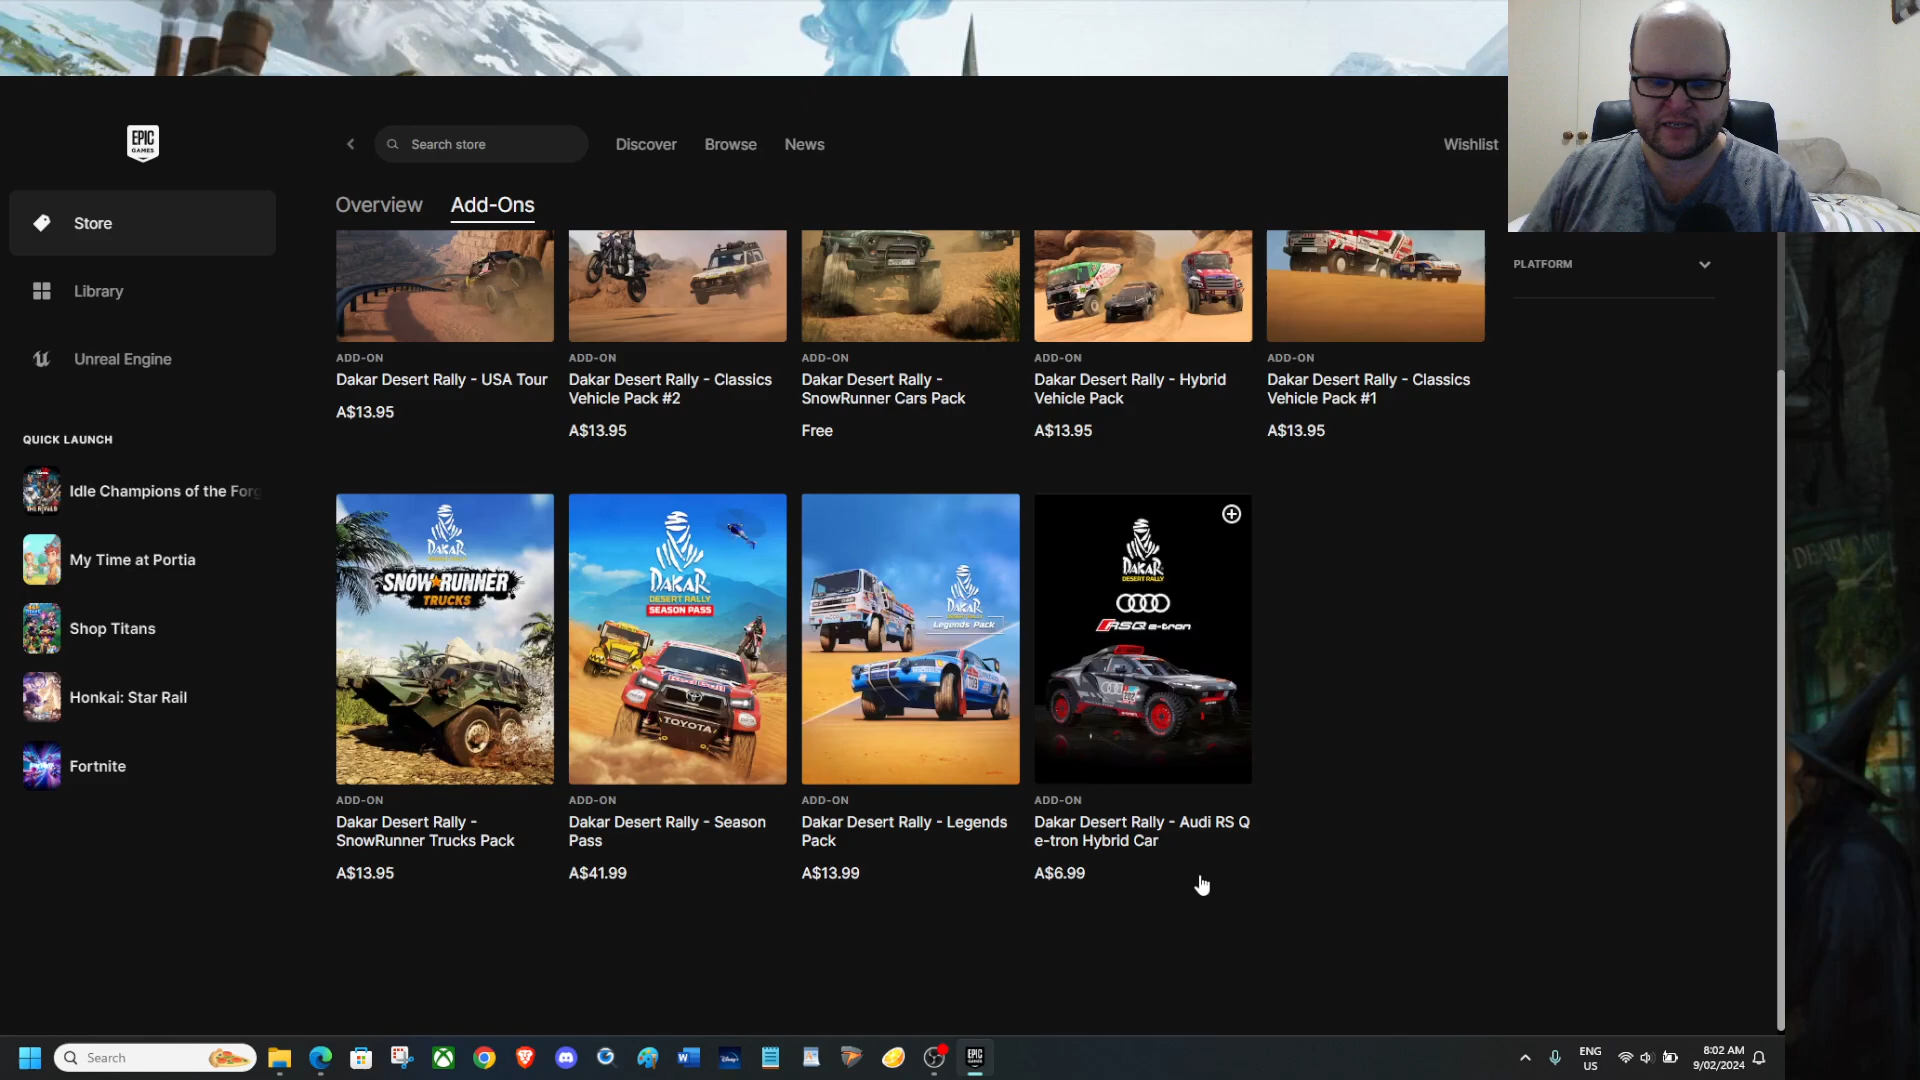 EPIC
GAMES
Search store
Discover
Browse
News
Wishlist
Overview
Add-Ons
Store
Library
Unreal Engine
QUICK LAUNCH
Idle Champions of the Forg
My Time at Portia
Shop Titans
Honkai: Star Rail
Fortnite
PLATFORM
ADD-ON
Dakar Desert Rally - USA Tour
A$13.95
ADD-ON
Dakar Desert Rally - Classics
Vehicle Pack #2
A$13.95
ADD-ON
Dakar Desert Rally -
SnowRunner Cars Pack
Free
ADD-ON
Dakar Desert Rally - Hybrid
Vehicle Pack
A$13.95
ADD-ON
Dakar Desert Rally - Classics
Vehicle Pack #1
A$13.95
DAKAR
SNOWRUNNER
TRUCKS
ADD-ON
Dakar Desert Rally -
SnowRunner Trucks Pack
A$13.95
DAKAR
DESERT RALLY
SEASON PASS
TOYOTA
ADD-ON
Dakar Desert Rally - Season
Pass
A$41.99
DAKAR
Legends Pack
ADD-ON
Dakar Desert Rally - Legends
Pack
A$13.99
DAKAR
DESERT RALLY
RSQ e-tron
ADD-ON
Dakar Desert Rally - Audi RS Q
e-tron Hybrid Car
A$6.99
Search
ENG
US
8:02 AM
9/02/2024